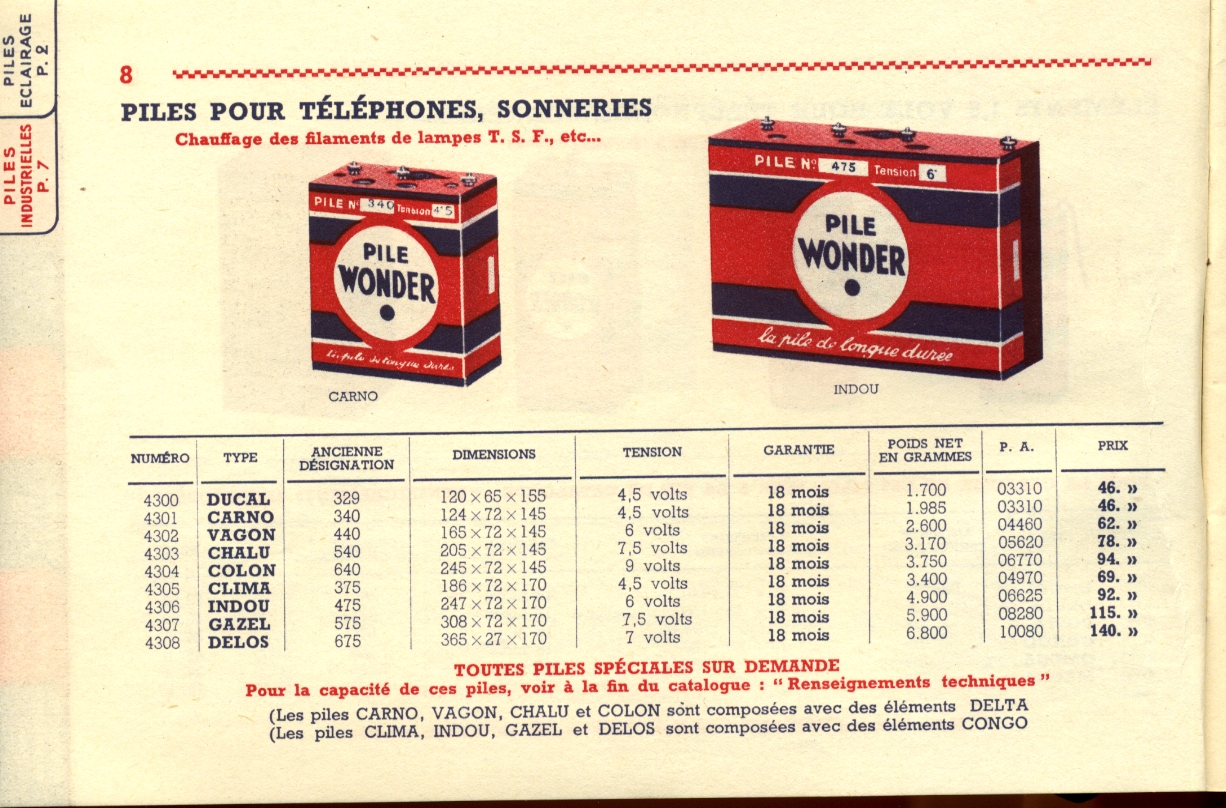 PILES
ECLAIRAGE
P. 2
PILES
INDUSTRIELLES
P. 7
8
PILES POUR TÉLÉPHONES, SONNERIES
Chauffage des filaments de lampes T. S. F., etc...
PILE Nº 340 Tension 4ᵛ5
PILE
WONDER
la pile de longue durée
CARNO
PILE Nº 475 Tension 6ᵛ
PILE
WONDER
la pile de longue durée
INDOU
NUMÉRO TYPE ANCIENNE DÉSIGNATION DIMENSIONS TENSION GARANTIE POIDS NET EN GRAMMES P. A. PRIX
4300 DUCAL 329 120 × 65 × 155 4,5 volts 18 mois 1.700 03310 46. »
4301 CARNO 340 124 × 72 × 145 4,5 volts 18 mois 1.985 03310 46. »
4302 VAGON 440 165 × 72 × 145 6 volts 18 mois 2.600 04460 62. »
4303 CHALU 540 205 × 72 × 145 7,5 volts 18 mois 3.170 05620 78. »
4304 COLON 640 245 × 72 × 145 9 volts 18 mois 3.750 06770 94. »
4305 CLIMA 375 186 × 72 × 170 4,5 volts 18 mois 3.400 04970 69. »
4306 INDOU 475 247 × 72 × 170 6 volts 18 mois 4.900 06625 92. »
4307 GAZEL 575 308 × 72 × 170 7,5 volts 18 mois 5.900 08280 115. »
4308 DELOS 675 365 × 27 × 170 7 volts 18 mois 6.800 10080 140. »
TOUTES PILES SPÉCIALES SUR DEMANDE
Pour la capacité de ces piles, voir à la fin du catalogue : “ Renseignements techniques ”
(Les piles CARNO, VAGON, CHALU et COLON sont composées avec des éléments DELTA
(Les piles CLIMA, INDOU, GAZEL et DELOS sont composées avec des éléments CONGO